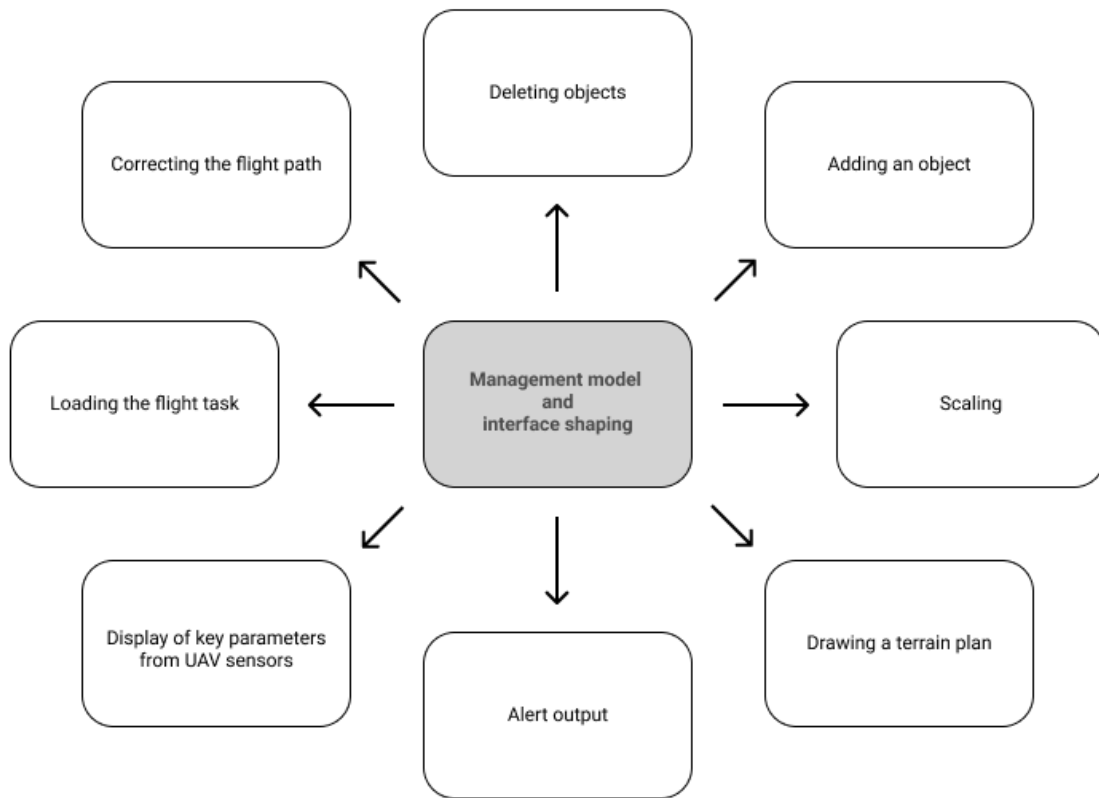 Deleting objects
Correcting the flight path
Adding an object
Management model
and
interface shaping
Loading the flight task
Scaling
Display of key parameters
from UAV sensors
Drawing a terrain plan
Alert output